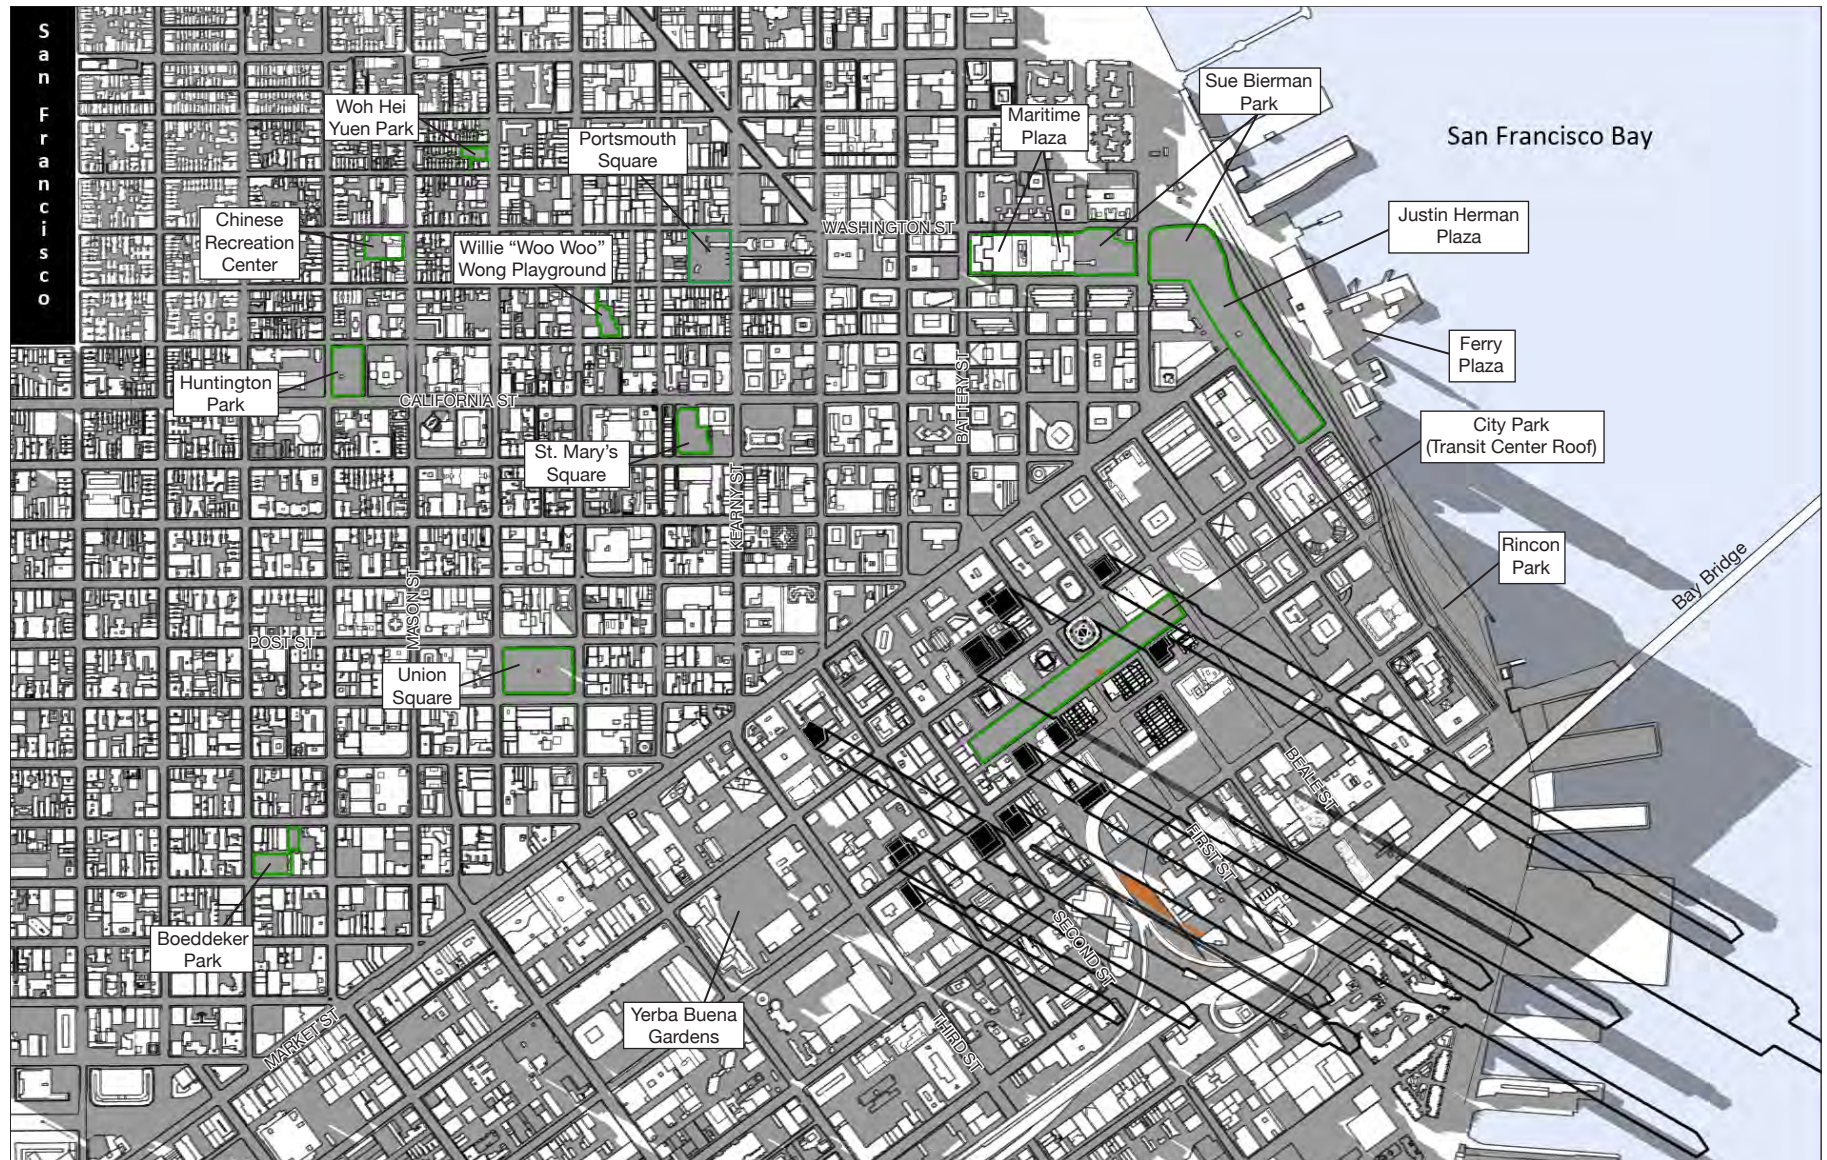 San Francisco
Woh Hei
Yuen Park
Portsmouth
Square
Maritime
Plaza
Sue Bierman
Park
San Francisco Bay
Chinese
Recreation
Center
Willie “Woo Woo”
Wong Playground
WASHINGTON ST
Justin Herman
Plaza
Ferry
Plaza
Huntington
Park
CALIFORNIA ST
BATTERY ST
St. Mary’s
Square
KEARNY ST
City Park
(Transit Center Roof)
Rincon
Park
Bay Bridge
MASON ST
POST ST
Union
Square
BEALE ST
FIRST ST
SECOND ST
Boeddeker
Park
Yerba Buena
Gardens
THIRD ST
MARKET ST